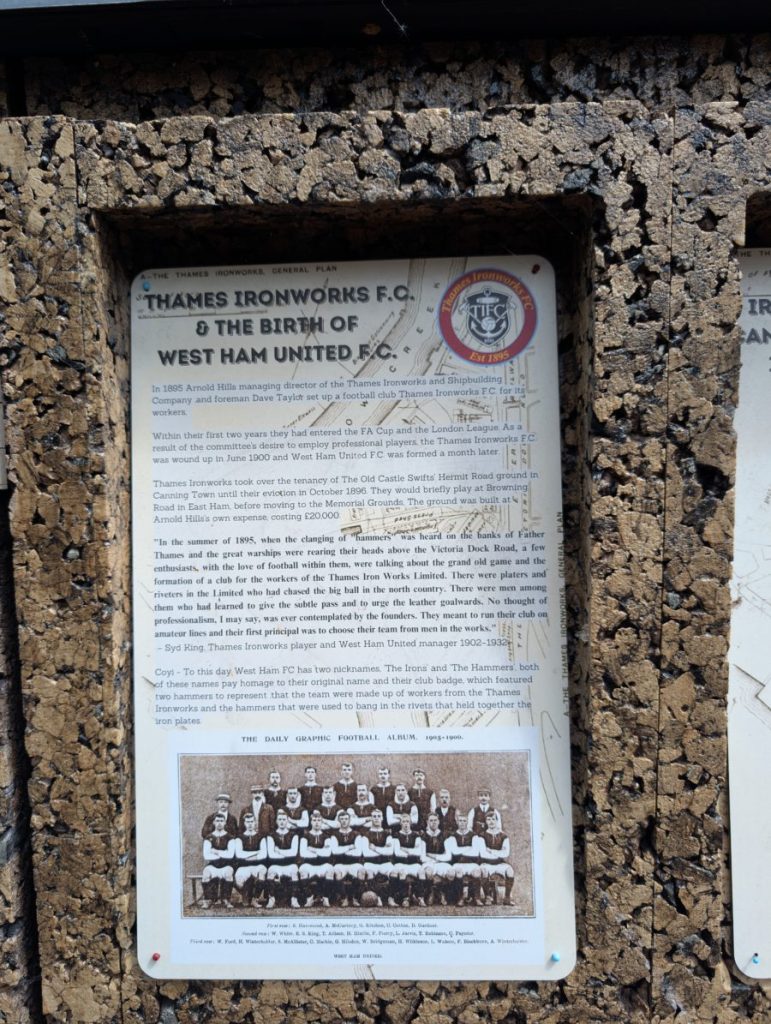 A.—THE THAMES IRONWORKS, GENERAL PLAN
THAMES IRONWORKS F.C.
& THE BIRTH OF
WEST HAM UNITED F.C.
Thames Ironworks FC
Est 1895
CREEK
In 1895 Arnold Hills managing director of the Thames Ironworks and Shipbuilding
Company and foreman Dave Taylor set up a football club Thames Ironworks F.C. for its
workers.
Within their first two years they had entered the FA Cup and the London League. As a
result of the committee's desire to employ professional players, the Thames Ironworks F.C.
was wound up in June 1900 and West Ham United F.C. was formed a month later.
Thames Ironworks took over the tenancy of The Old Castle Swifts' Hermit Road ground in
Canning Town until their eviction in October 1896. They would briefly play at Browning
Road in East Ham, before moving to the Memorial Grounds. The ground was built at
Arnold Hills's own expense, costing £20,000.
"In the summer of 1895, when the clanging of "hammers" was heard on the banks of Father
Thames and the great warships were rearing their heads above the Victoria Dock Road, a few
enthusiasts, with the love of football within them, were talking about the grand old game and the
formation of a club for the workers of the Thames Iron Works Limited. There were platers and
riveters in the Limited who had chased the big ball in the north country. There were men among
them who had learned to give the subtle pass and to urge the leather goalwards. No thought of
professionalism, I may say, was ever contemplated by the founders. They meant to run their club on
amateur lines and their first principal was to choose their team from men in the works."
- Syd King, Thames Ironworks player and West Ham United manager 1902-1932
Coyi - To this day West Ham FC has two nicknames, 'The Irons' and 'The Hammers', both
of these names pay homage to their original name and their club badge, which featured
two hammers to represent that the team were made up of workers from the Thames
Ironworks and the hammers that were used to bang in the rivets that held together the
iron plates.
A.—THE THAMES IRONWORKS, GENERAL PLAN
THE DAILY GRAPHIC FOOTBALL ALBUM, 1905-1906.
WEST HAM UNITED.